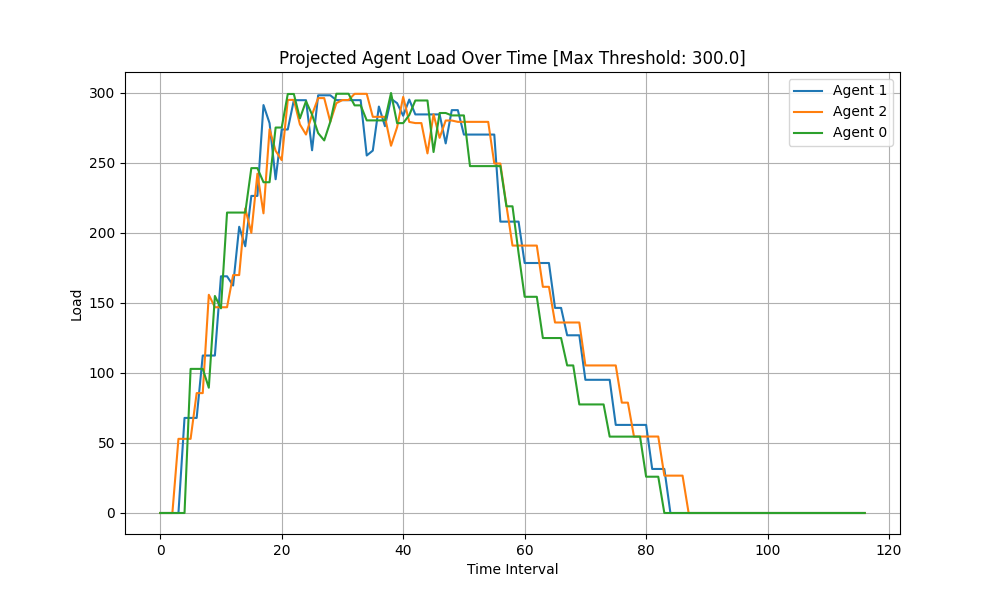 Projected Agent Load Over Time [Max Threshold: 300.0]
Agent 1
Agent 2
Agent 0
Load
300
250
200
150
100
50
0
0 20 40 60 80 100 120
Time Interval